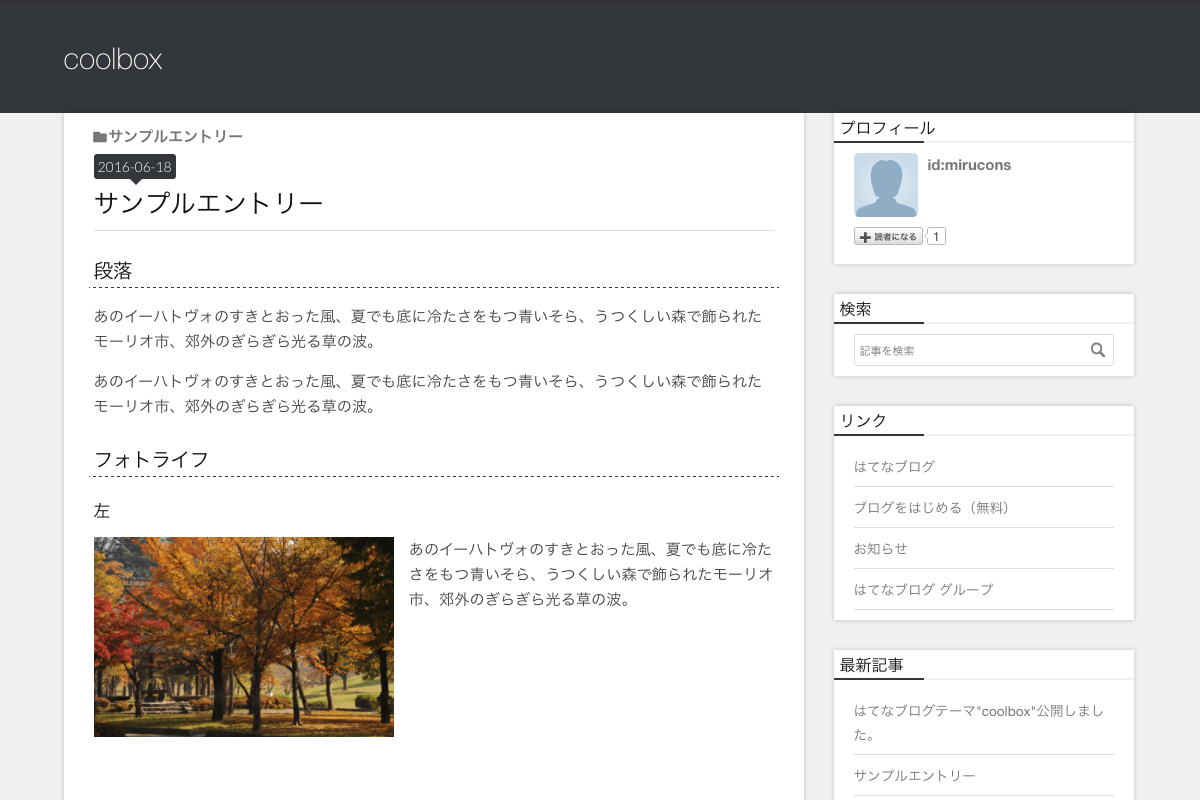 coolbox
サンプルエントリー
2016-06-18
サンプルエントリー
段落
あのイーハトヴォのすきとおった風、夏でも底に冷たさをもつ青いそら、うつくしい森で飾られた
モーリオ市、郊外のぎらぎら光る草の波。
あのイーハトヴォのすきとおった風、夏でも底に冷たさをもつ青いそら、うつくしい森で飾られた
モーリオ市、郊外のぎらぎら光る草の波。
フォトライフ
左
あのイーハトヴォのすきとおった風、夏でも底に冷た
さをもつ青いそら、うつくしい森で飾られたモーリオ
市、郊外のぎらぎら光る草の波。
プロフィール
id:mirucons
読者になる 1
検索
記事を検索
リンク
はてなブログ
ブログをはじめる（無料）
お知らせ
はてなブログ グループ
最新記事
はてなブログテーマ"coolbox"公開しまし
た。
サンプルエントリー